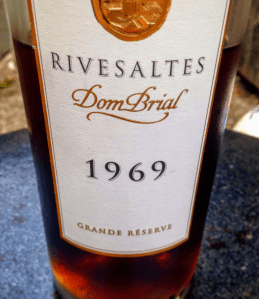 RIVESALTES
Dom Brial
1969
GRANDE RÉSERVE